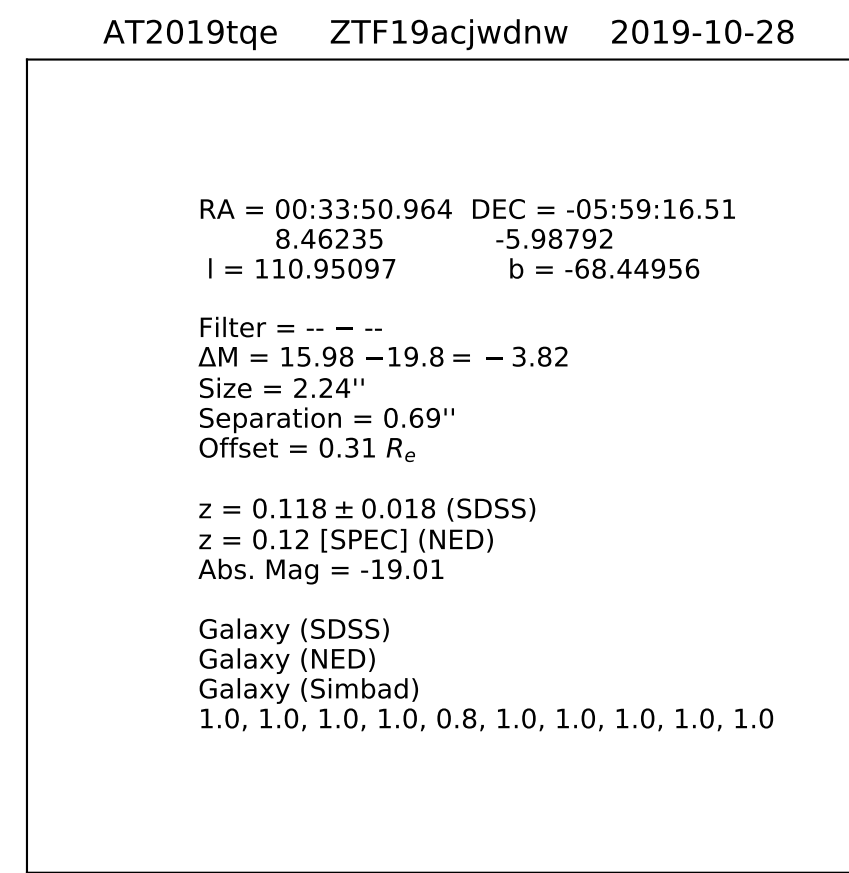 AT2019tqe ZTF19acjwdnw 2019-10-28
RA = 00:33:50.964 DEC = -05:59:16.51
8.46235 -5.98792
l = 110.95097 b = -68.44956
Filter = -- − --
ΔM = 15.98 −19.8 = −3.82
Size = 2.24''
Separation = 0.69''
Offset = 0.31 Rₑ
z = 0.118 ± 0.018 (SDSS)
z = 0.12 [SPEC] (NED)
Abs. Mag = -19.01
Galaxy (SDSS)
Galaxy (NED)
Galaxy (Simbad)
1.0, 1.0, 1.0, 1.0, 0.8, 1.0, 1.0, 1.0, 1.0, 1.0